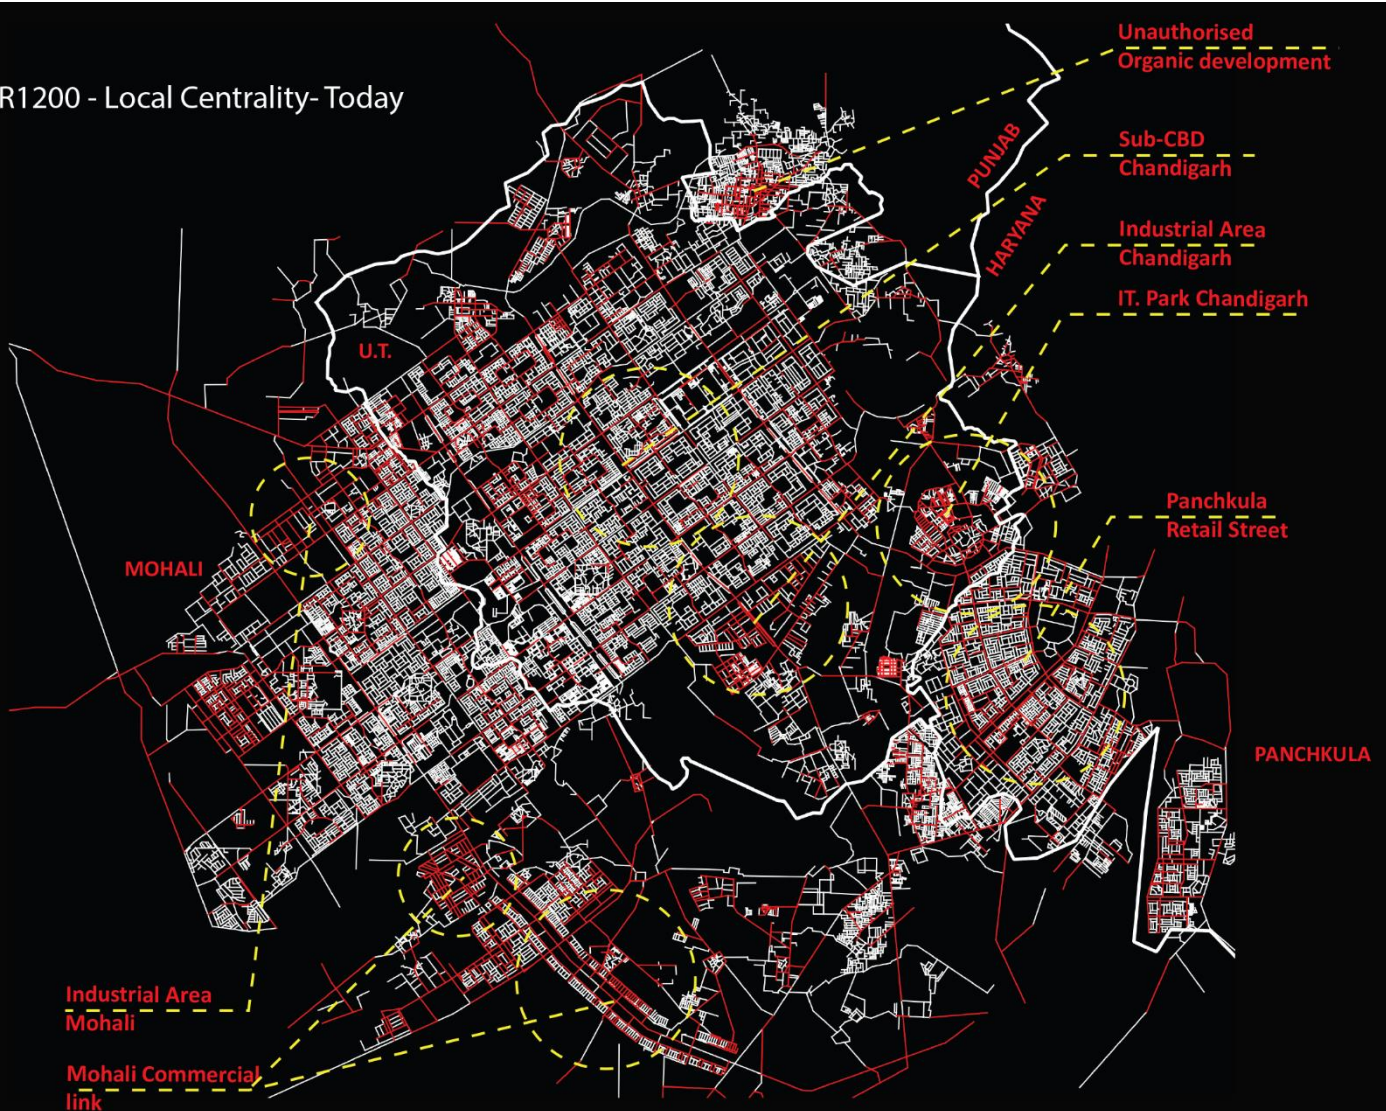 R1200 - Local Centrality- Today
Unauthorised
Organic development
Sub-CBD
Chandigarh
PUNJAB
HARYANA
Industrial Area
Chandigarh
IT. Park Chandigarh
U.T.
Panchkula
Retail Street
MOHALI
PANCHKULA
Industrial Area
Mohali
Mohali Commercial
link